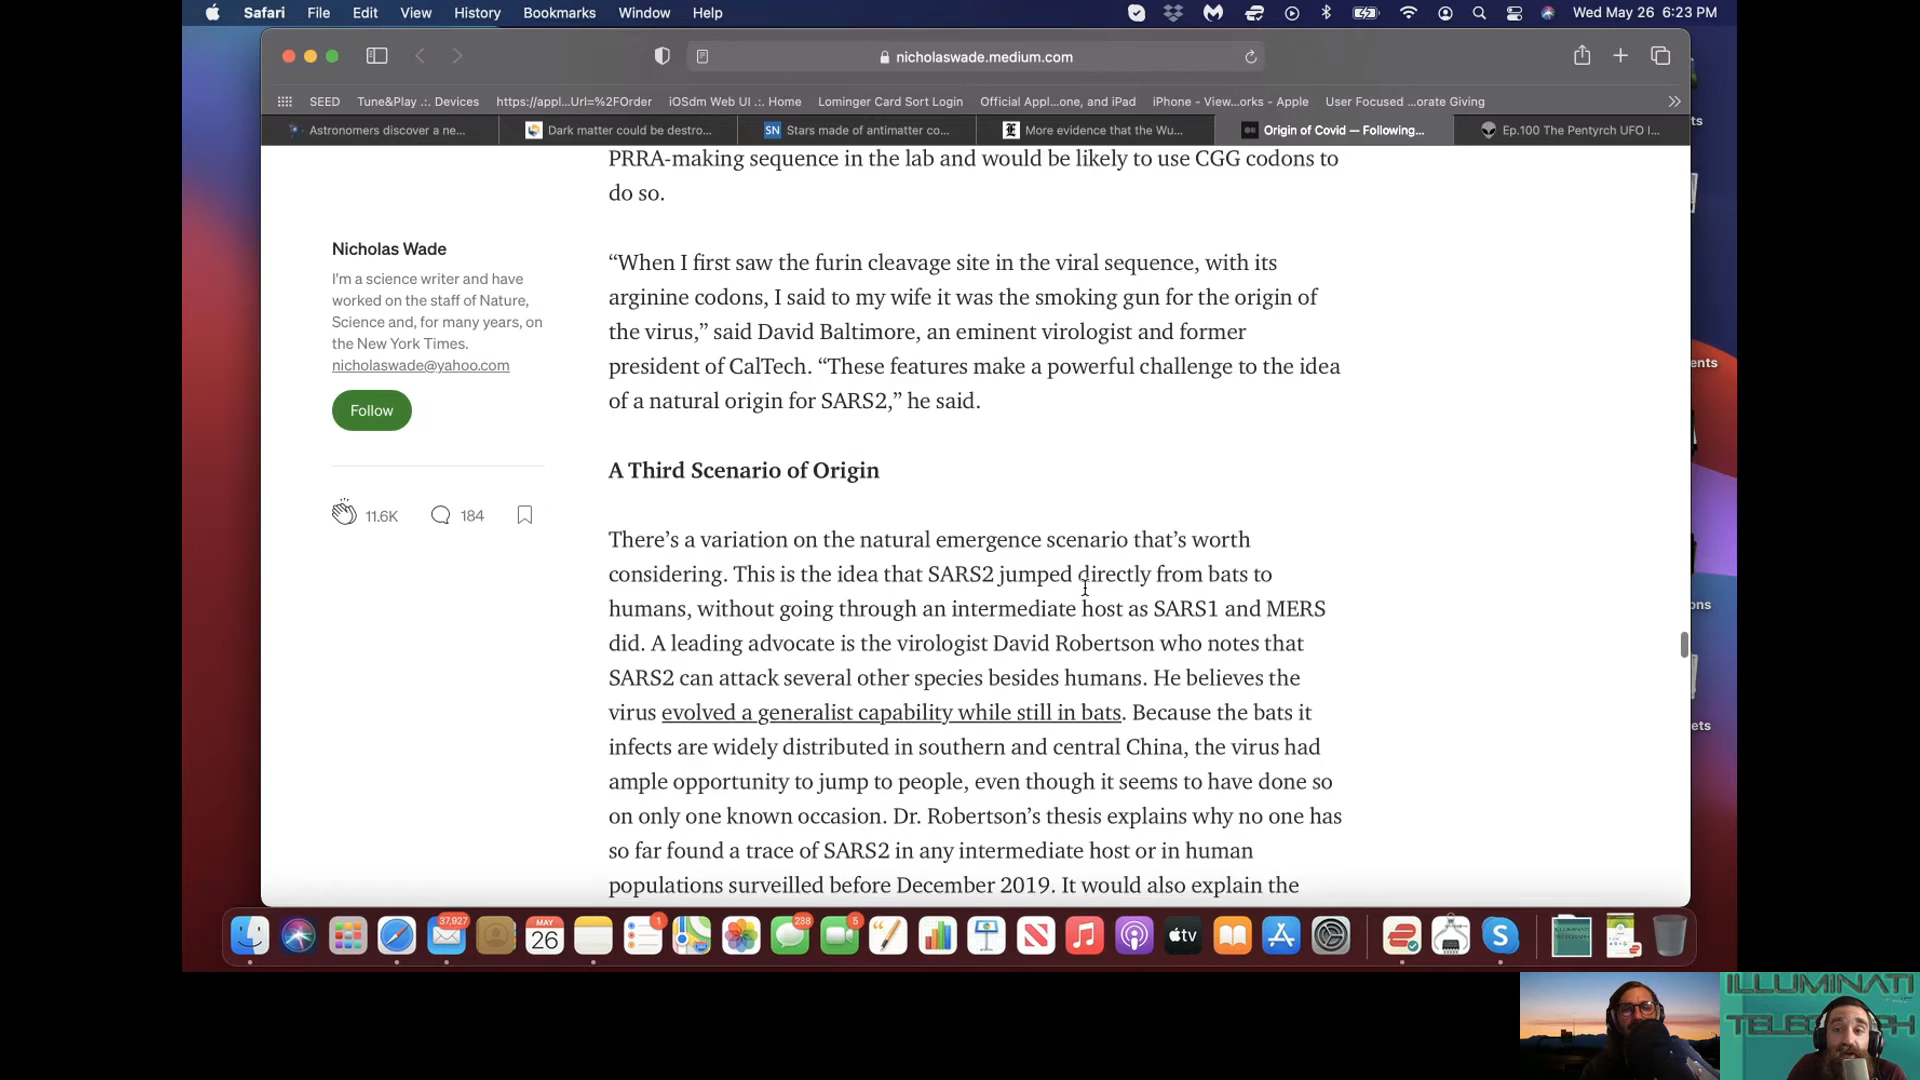 Safari File Edit View History Bookmarks Window Help Wed May 26 6:23 PM
nicholaswade.medium.com
SEED Tune&Play .:. Devices https://appl...Url=%2FOrder iOSdm Web UI .:. Home Lominger Card Sort Login Official Appl...one, and iPad iPhone - View...orks - Apple User Focused ...orate Giving
Astronomers discover a ne... Dark matter could be destro... SN Stars made of antimatter co... More evidence that the Wu... Origin of Covid — Following... Ep.100 The Pentyrch UFO I...
PRRA-making sequence in the lab and would be likely to use CGG codons to
do so.
Nicholas Wade
I'm a science writer and have
worked on the staff of Nature,
Science and, for many years, on
the New York Times.
nicholaswade@yahoo.com
Follow
11.6K 184
“When I first saw the furin cleavage site in the viral sequence, with its
arginine codons, I said to my wife it was the smoking gun for the origin of
the virus,” said David Baltimore, an eminent virologist and former
president of CalTech. “These features make a powerful challenge to the idea
of a natural origin for SARS2,” he said.
A Third Scenario of Origin
There’s a variation on the natural emergence scenario that’s worth
considering. This is the idea that SARS2 jumped directly from bats to
humans, without going through an intermediate host as SARS1 and MERS
did. A leading advocate is the virologist David Robertson who notes that
SARS2 can attack several other species besides humans. He believes the
virus evolved a generalist capability while still in bats. Because the bats it
infects are widely distributed in southern and central China, the virus had
ample opportunity to jump to people, even though it seems to have done so
on only one known occasion. Dr. Robertson’s thesis explains why no one has
so far found a trace of SARS2 in any intermediate host or in human
populations surveilled before December 2019. It would also explain the
ts
ents
ons
ets
37,927 MAY 26 1 238 5 tv
ILLUMINATI